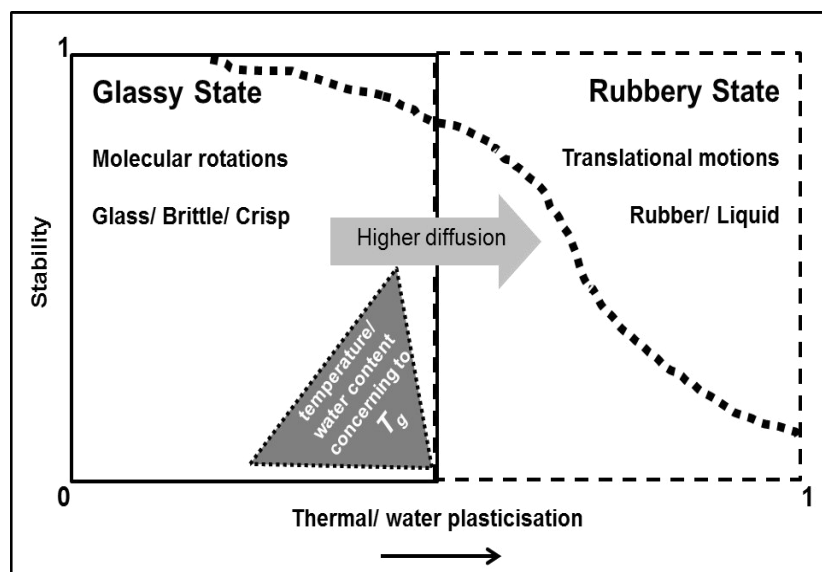 1
Glassy State
Rubbery State
Molecular rotations
Translational motions
Glass/ Brittle/ Crisp
Rubber/ Liquid
Higher diffusion
Stability
temperature/
water content
concerning to
Tg
0
1
Thermal/ water plasticisation